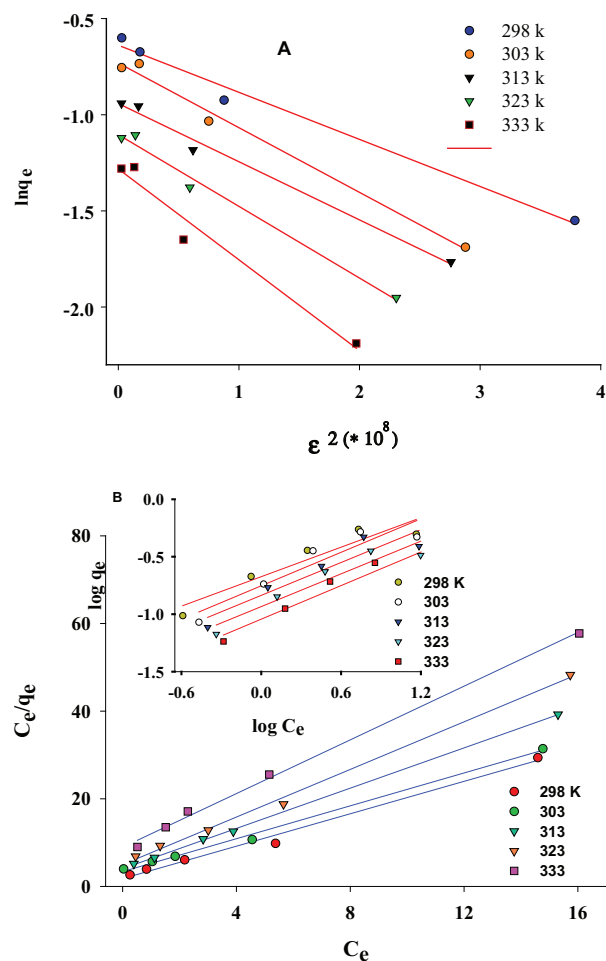 A
-0.5
-1.0
-1.5
-2.0
lnqe
0 1 2 3 4
ε 2 (* 10 8)
298 k
303 k
313 k
323 k
333 k
B
0.0
-0.5
-1.0
-1.5
log qe
-0.6 0.0 0.6 1.2
log Ce
298 K
303
313
323
333
80
60
40
20
0
Ce/qe
0 4 8 12 16
Ce
298 K
303
313
323
333